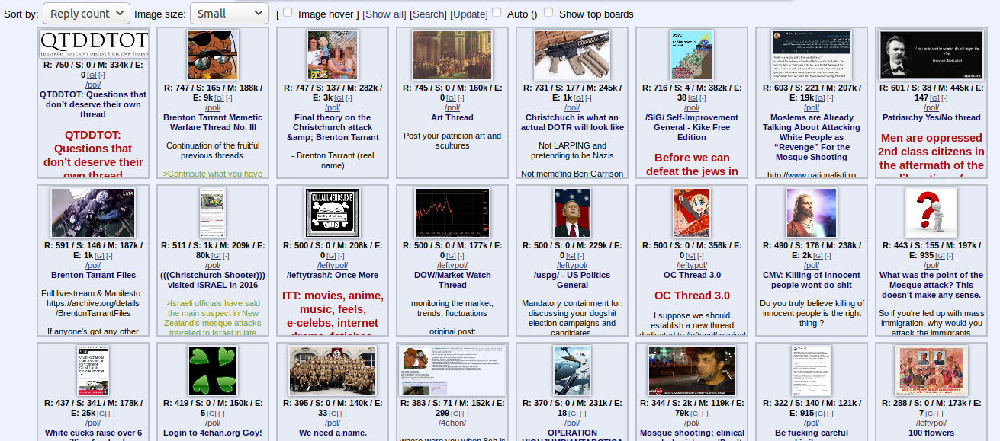 Sort by: Reply count Image size: Small [ Image hover ] [Show all] [Search] [Update] Auto () Show top boards
QTDDTOT
QUESTIONS THAT DONT DESERVE THEIR OWN THREAD
R: 750 / S: 0 / M: 334k / E:
0 [G] [-]
/pol/
QTDDTOT: Questions that
don't deserve their own
thread
QTDDTOT:
Questions that
don't deserve their
own thread
R: 747 / S: 165 / M: 188k /
E: 9k [G] [-]
/pol/
Brenton Tarrant Memetic
Warfare Thread No. III
Continuation of the fruitful
previous threads.
>Contribute what you have
R: 747 / S: 137 / M: 282k /
E: 3k [G] [-]
/pol/
Final theory on the
Christchurch attack
&amp; Brenton Tarrant
- Brenton Tarrant (real
name)
R: 745 / S: 0 / M: 160k / E:
0 [G] [-]
/pol/
Art Thread
Post your patrician art and
scultures
R: 731 / S: 177 / M: 245k /
E: 1k [G] [-]
/pol/
Christchuch is what an
actual DOTR will look like
Not LARPING and
pretending to be Nazis
Not meme'ing Ben Garrison
/SIG/
R: 716 / S: 4 / M: 382k / E:
38 [G] [-]
/pol/
/SIG/ Self-Improvement
General - Kike Free
Edition
Before we can
defeat the jews in
R: 603 / S: 221 / M: 207k /
E: 19k [G] [-]
/pol/
Moslems are Already
Talking About Attacking
White People as
“Revenge” For the
Mosque Shooting
http://www.nationalisti.ro
If you go to see the woman, do not forget the
whip.
(Friedrich Nietzsche)
R: 601 / S: 38 / M: 445k / E:
147 [G] [-]
/pol/
Patriarchy Yes/No thread
Men are oppressed
2nd class citizens in
the aftermath of the
liberation of
LIVE
R: 591 / S: 146 / M: 187k /
E: 1k [G] [-]
/pol/
Brenton Tarrant Files
Full livestream & Manifesto :
https://archive.org/details
/BrentonTarrantFiles
If anyone's got any other
R: 511 / S: 1k / M: 209k / E:
80k [G] [-]
/pol/
(((Christchurch Shooter)))
visited ISRAEL in 2016
>Israeli officials have said
the main suspect in New
Zealand's mosque attacks
travelled to Israel in late
KILLALLNERDS.EXE
R: 500 / S: 0 / M: 208k / E:
0 [G] [-]
/leftypol/
/leftytrash/: Once More
ITT: movies, anime,
music, feels,
e-celebs, internet
drama, fetishes
R: 500 / S: 0 / M: 177k / E:
0 [G] [-]
/leftypol/
DOW/Market Watch
Thread
monitoring the market,
trends, fluctuations
original post:
R: 500 / S: 0 / M: 229k / E:
0 [G] [-]
/leftypol/
/uspg/ - US Politics
General
Mandatory containment for:
discussing your dogshit
election campaigns and
candidates.
R: 500 / S: 0 / M: 356k / E:
0 [G] [-]
/leftypol/
OC Thread 3.0
OC Thread 3.0
I suppose we should
establish a new thread
dedicated to /leftypol/ original
R: 490 / S: 176 / M: 238k /
E: 2k [G] [-]
/pol/
CMV: Killing of innocent
people wont do shit
Do you truly believe killing of
innocent people is the right
thing ?
R: 443 / S: 155 / M: 197k /
E: 935 [G] [-]
/pol/
What was the point of the
Mosque attack? This
doesn't make any sense.
So if you're fed up with mass
immigration, why would you
attack the immigrants
R: 437 / S: 341 / M: 178k /
E: 25k [G] [-]
/pol/
White cucks raise over 6
R: 419 / S: 0 / M: 150k / E:
5 [G] [-]
/pol/
Login to 4chan.org Goy!
R: 395 / S: 0 / M: 140k / E:
33 [G] [-]
/pol/
We need a name.
R: 383 / S: 71 / M: 152k / E:
299 [G] [-]
/4chon/
where were you when 8ch is
R: 370 / S: 0 / M: 231k / E:
18 [G] [-]
/pol/
OPERATION
R: 344 / S: 2k / M: 119k / E:
79k [G] [-]
/pol/
Mosque shooting: clinical
R: 322 / S: 140 / M: 121k /
E: 915 [G] [-]
/pol/
Be fucking careful
R: 288 / S: 0 / M: 173k / E:
7 [G] [-]
/leftypol/
100 flowers